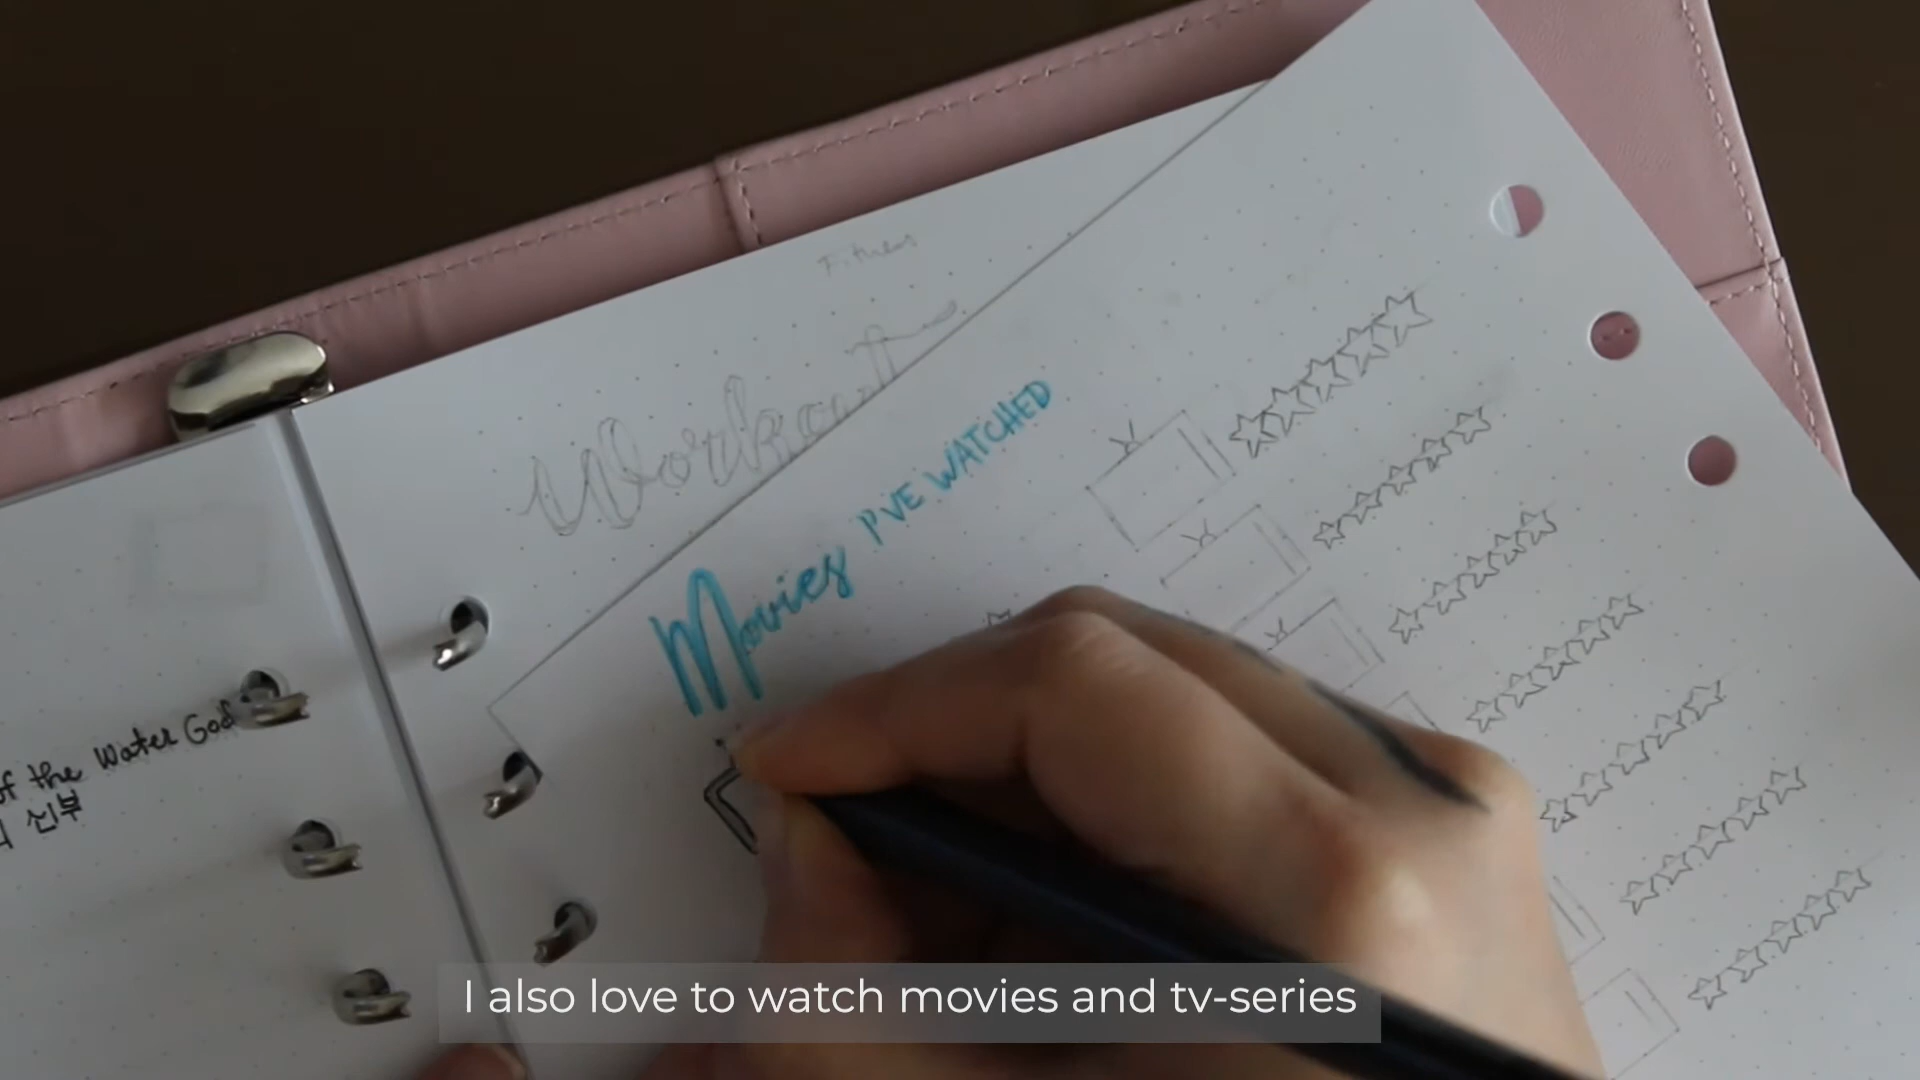 Fitness
Workout
Movies I'VE WATCHED
of the Water God
신부
I also love to watch movies and tv-series